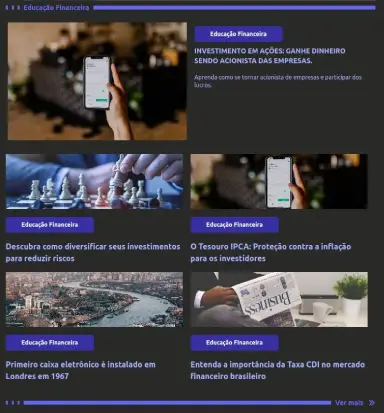 Educação Financeira
Educação Financeira
INVESTIMENTO EM AÇÕES: GANHE DINHEIRO
SENDO ACIONISTA DAS EMPRESAS.
Aprenda como se tornar acionista de empresas e participar dos
lucros.
Educação Financeira
Descubra como diversificar seus investimentos
para reduzir riscos
Educação Financeira
O Tesouro IPCA: Proteção contra a inflação
para os investidores
Educação Financeira
Primeiro caixa eletrônico é instalado em
Londres em 1967
BUSINESS
Educação Financeira
Entenda a importância da Taxa CDI no mercado
financeiro brasileiro
Ver mais